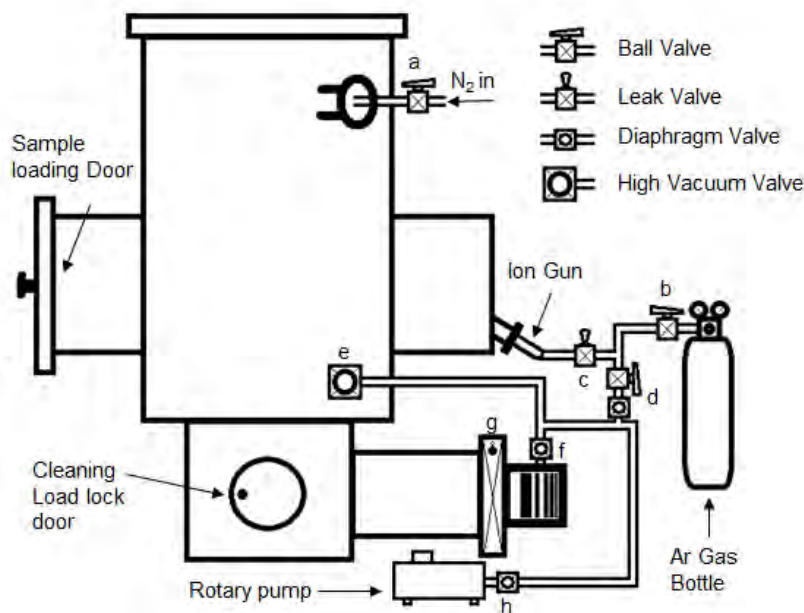 a
N₂ in
Ball Valve
Leak Valve
Diaphragm Valve
High Vacuum Valve
Sample
loading Door
Ion Gun
b
c
d
e
f
g
Cleaning
Load lock
door
Rotary pump
h
Ar Gas
Bottle